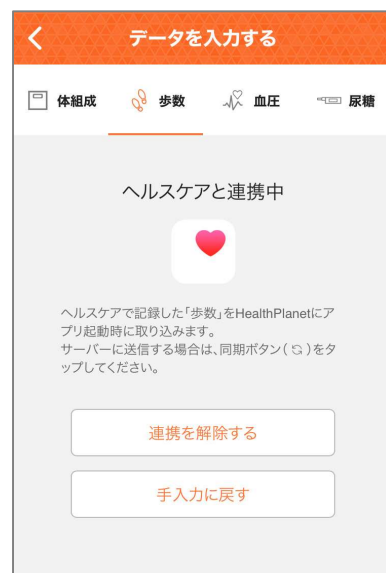 データを入力する
体組成 歩数 血圧 尿糖
ヘルスケアと連携中
ヘルスケアで記録した「歩数」をHealthPlanetにア
プリ起動時に取り込みます。
サーバーに送信する場合は、同期ボタン( )をタ
ップしてください。
連携を解除する
手入力に戻す